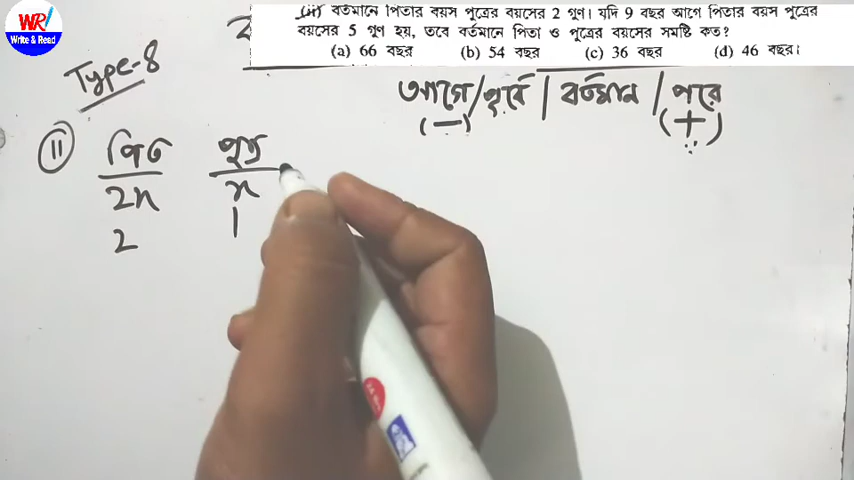 WR
Write & Read
(ii) বর্তমানে পিতার বয়স পুত্রের বয়সের 2 গুণ। যদি 9 বছর আগে পিতার বয়স পুত্রের
বয়সের 5 গুণ হয়, তবে বর্তমানে পিতা ও পুত্রের বয়সের সমষ্টি কত?
(a) 66 বছর (b) 54 বছর (c) 36 বছর (d) 46 বছর।
Type-8
আগে/পূর্বে | বর্তমান | পরে
(−) (+)
11 পিতা পুত্র
2x x
2 1